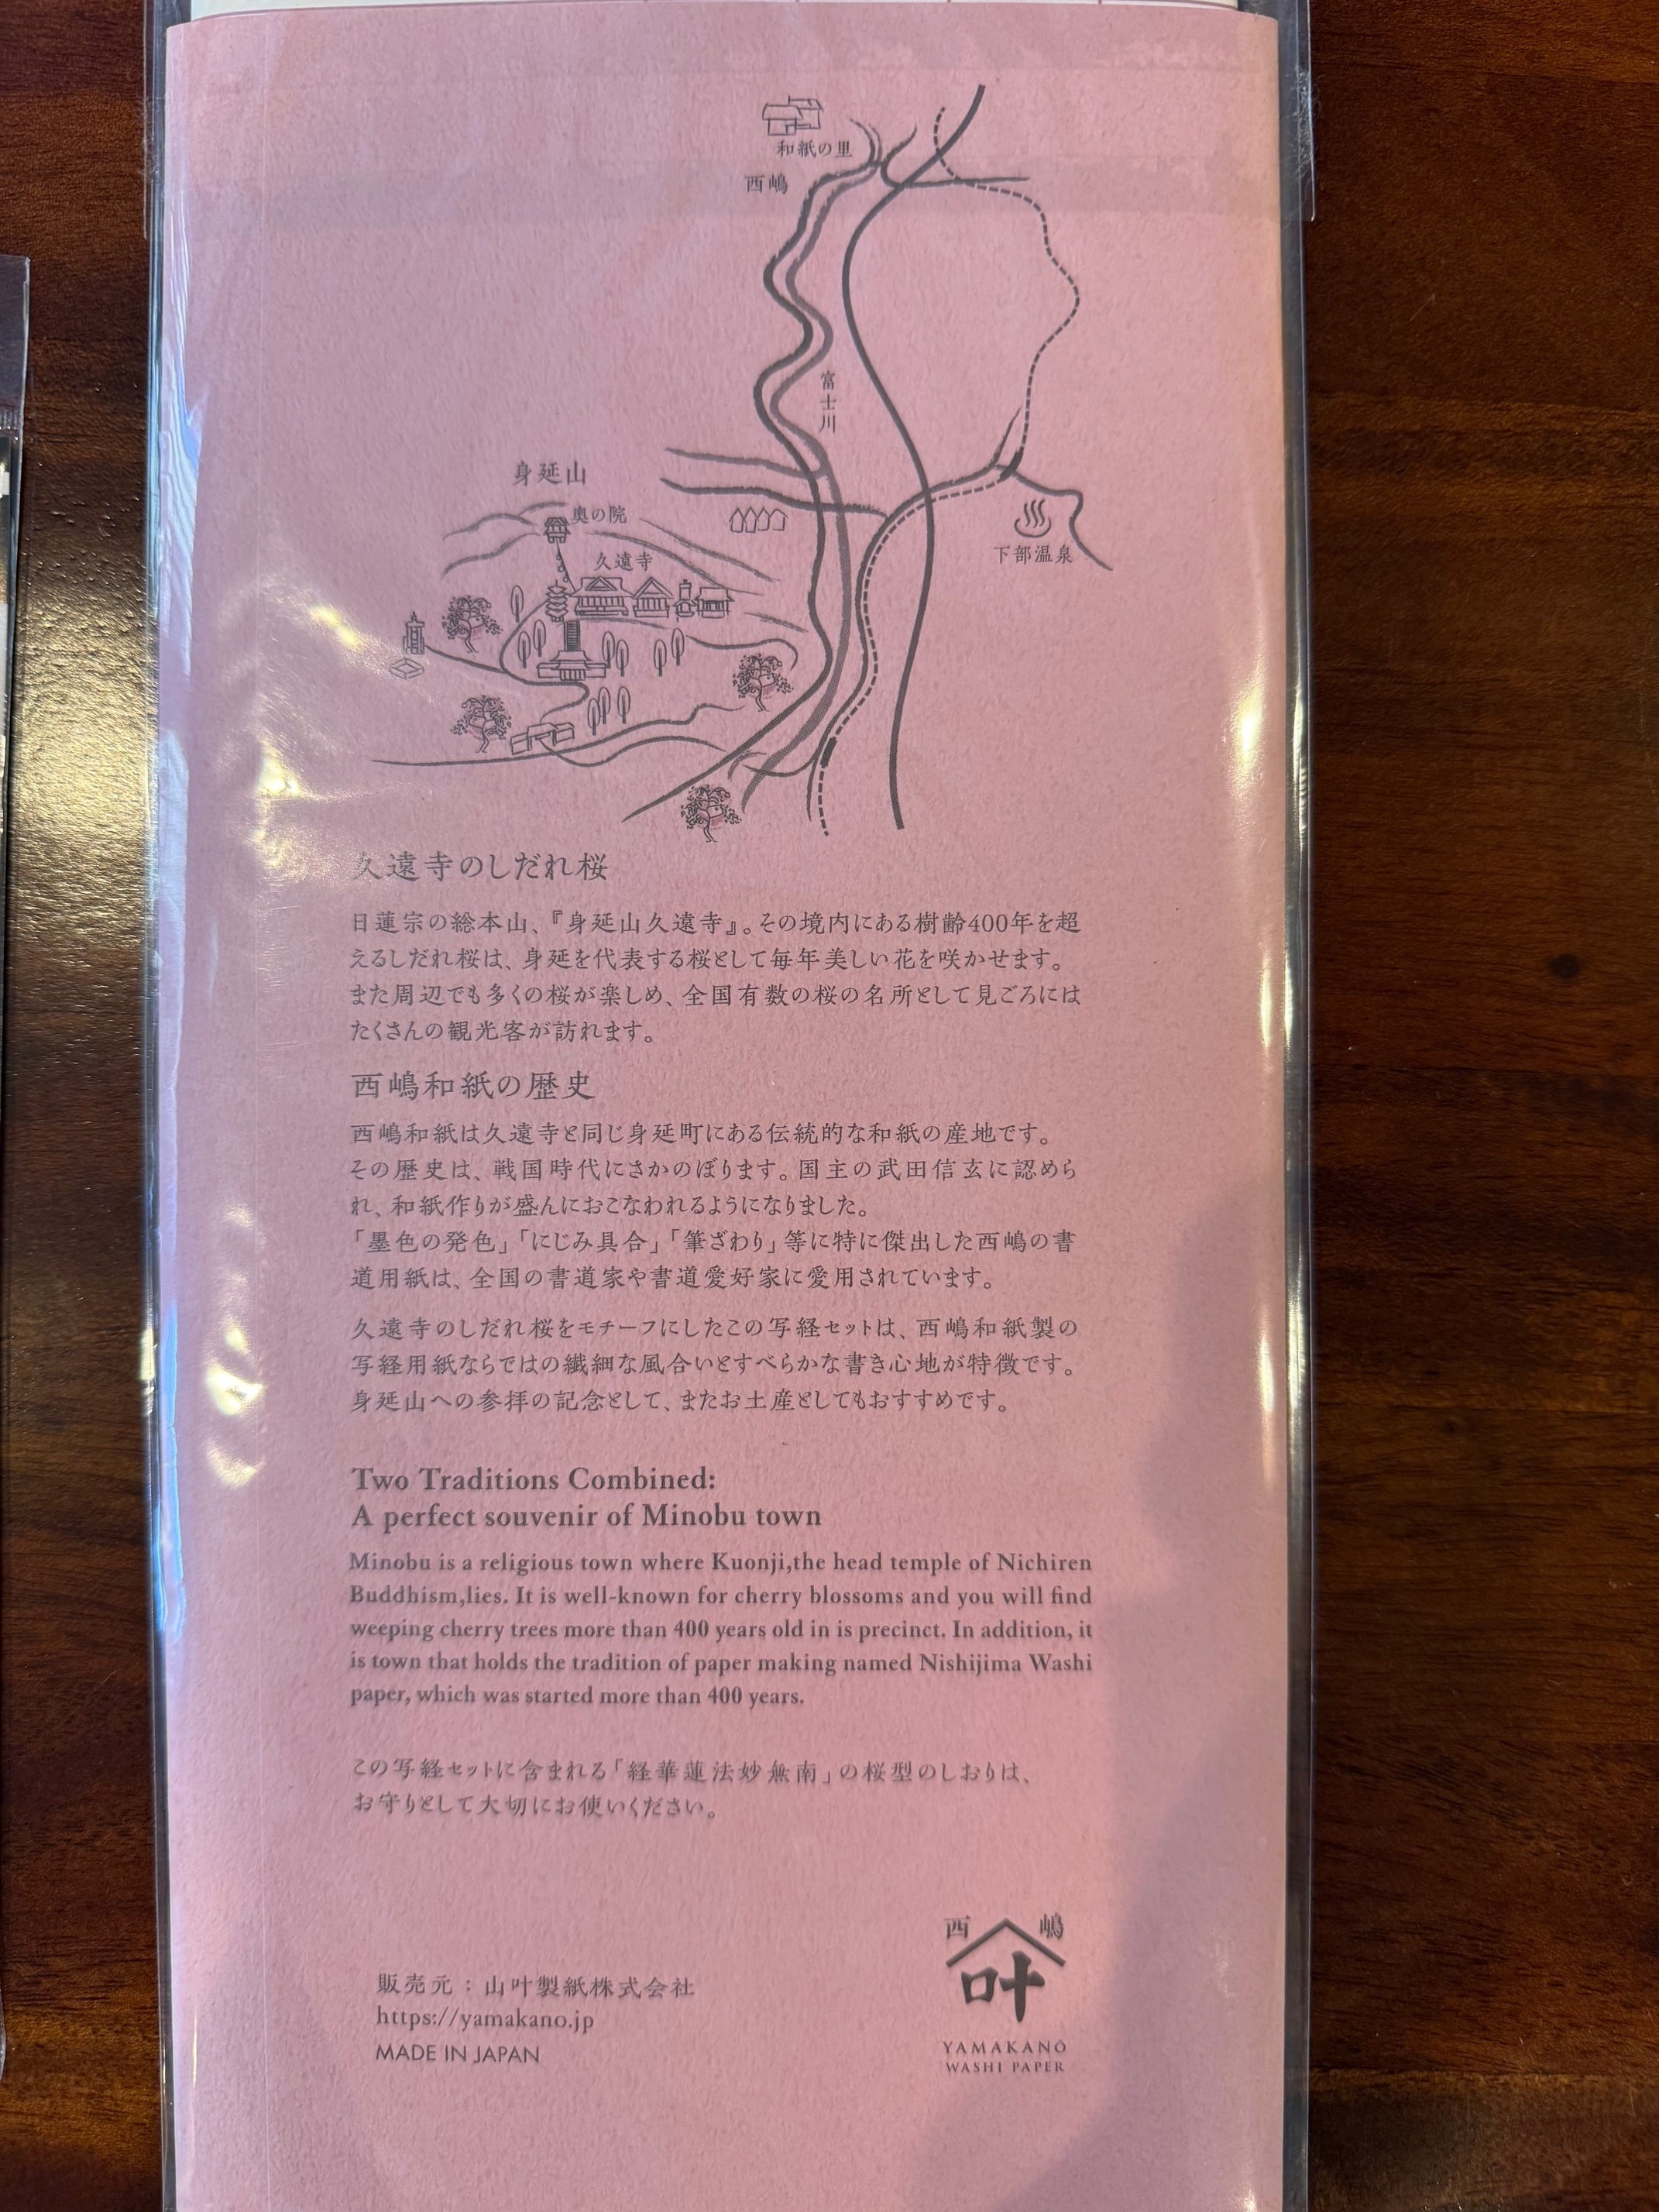 和紙の里
西嶋
富士川
身延山
奥の院
久遠寺
下部温泉
久遠寺のしだれ桜
日蓮宗の総本山、『身延山久遠寺』。その境内にある樹齢400年を超
えるしだれ桜は、身延を代表する桜として毎年美しい花を咲かせます。
また周辺でも多くの桜が楽しめ、全国有数の桜の名所として見ごろには
たくさんの観光客が訪れます。
西嶋和紙の歴史
西嶋和紙は久遠寺と同じ身延町にある伝統的な和紙の産地です。
その歴史は、戦国時代にさかのぼります。国主の武田信玄に認めら
れ、和紙作りが盛んにおこなわれるようになりました。
「墨色の発色」「にじみ具合」「筆ざわり」等に特に傑出した西嶋の書
道用紙は、全国の書道家や書道愛好家に愛用されています。
久遠寺のしだれ桜をモチーフにしたこの写経セットは、西嶋和紙製の
写経用紙ならではの繊細な風合いとすべらかな書き心地が特徴です。
身延山への参拝の記念として、またお土産としてもおすすめです。
Two Traditions Combined:
A perfect souvenir of Minobu town
Minobu is a religious town where Kuonji,the head temple of Nichiren
Buddhism,lies. It is well-known for cherry blossoms and you will find
weeping cherry trees more than 400 years old in is precinct. In addition, it
is town that holds the tradition of paper making named Nishijima Washi
paper, which was started more than 400 years.
この写経セットに含まれる「経華蓮法妙無南」の桜型のしおりは、
お守りとして大切にお使いください。
西 嶋
叶
YAMAKANO
WASHI PAPER
販売元：山叶製紙株式会社
https://yamakano.jp
MADE IN JAPAN